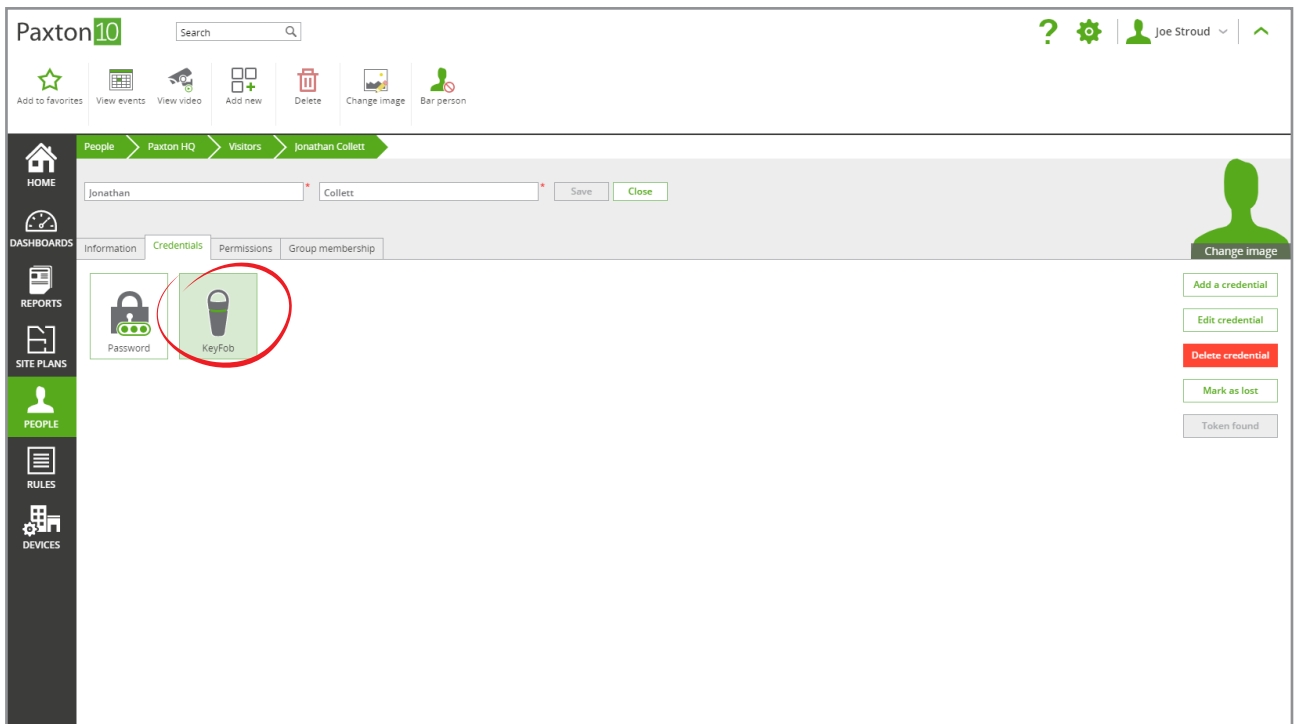 Paxton10
Search
Joe Stroud
Add to favorites
View events
View video
Add new
Delete
Change image
Bar person
People
Paxton HQ
Visitors
Jonathan Collett
HOME
DASHBOARDS
REPORTS
SITE PLANS
PEOPLE
RULES
DEVICES
Jonathan *
Collett *
Save
Close
Change image
Information
Credentials
Permissions
Group membership
Password
KeyFob
Add a credential
Edit credential
Delete credential
Mark as lost
Token found